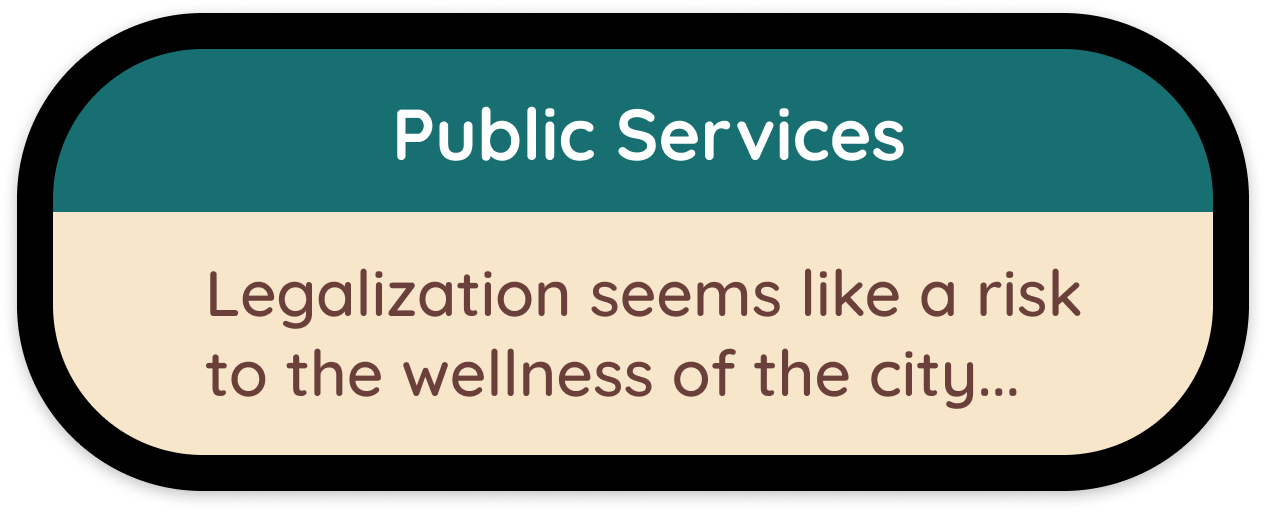 Public Services
Legalization seems like a risk
to the wellness of the city...